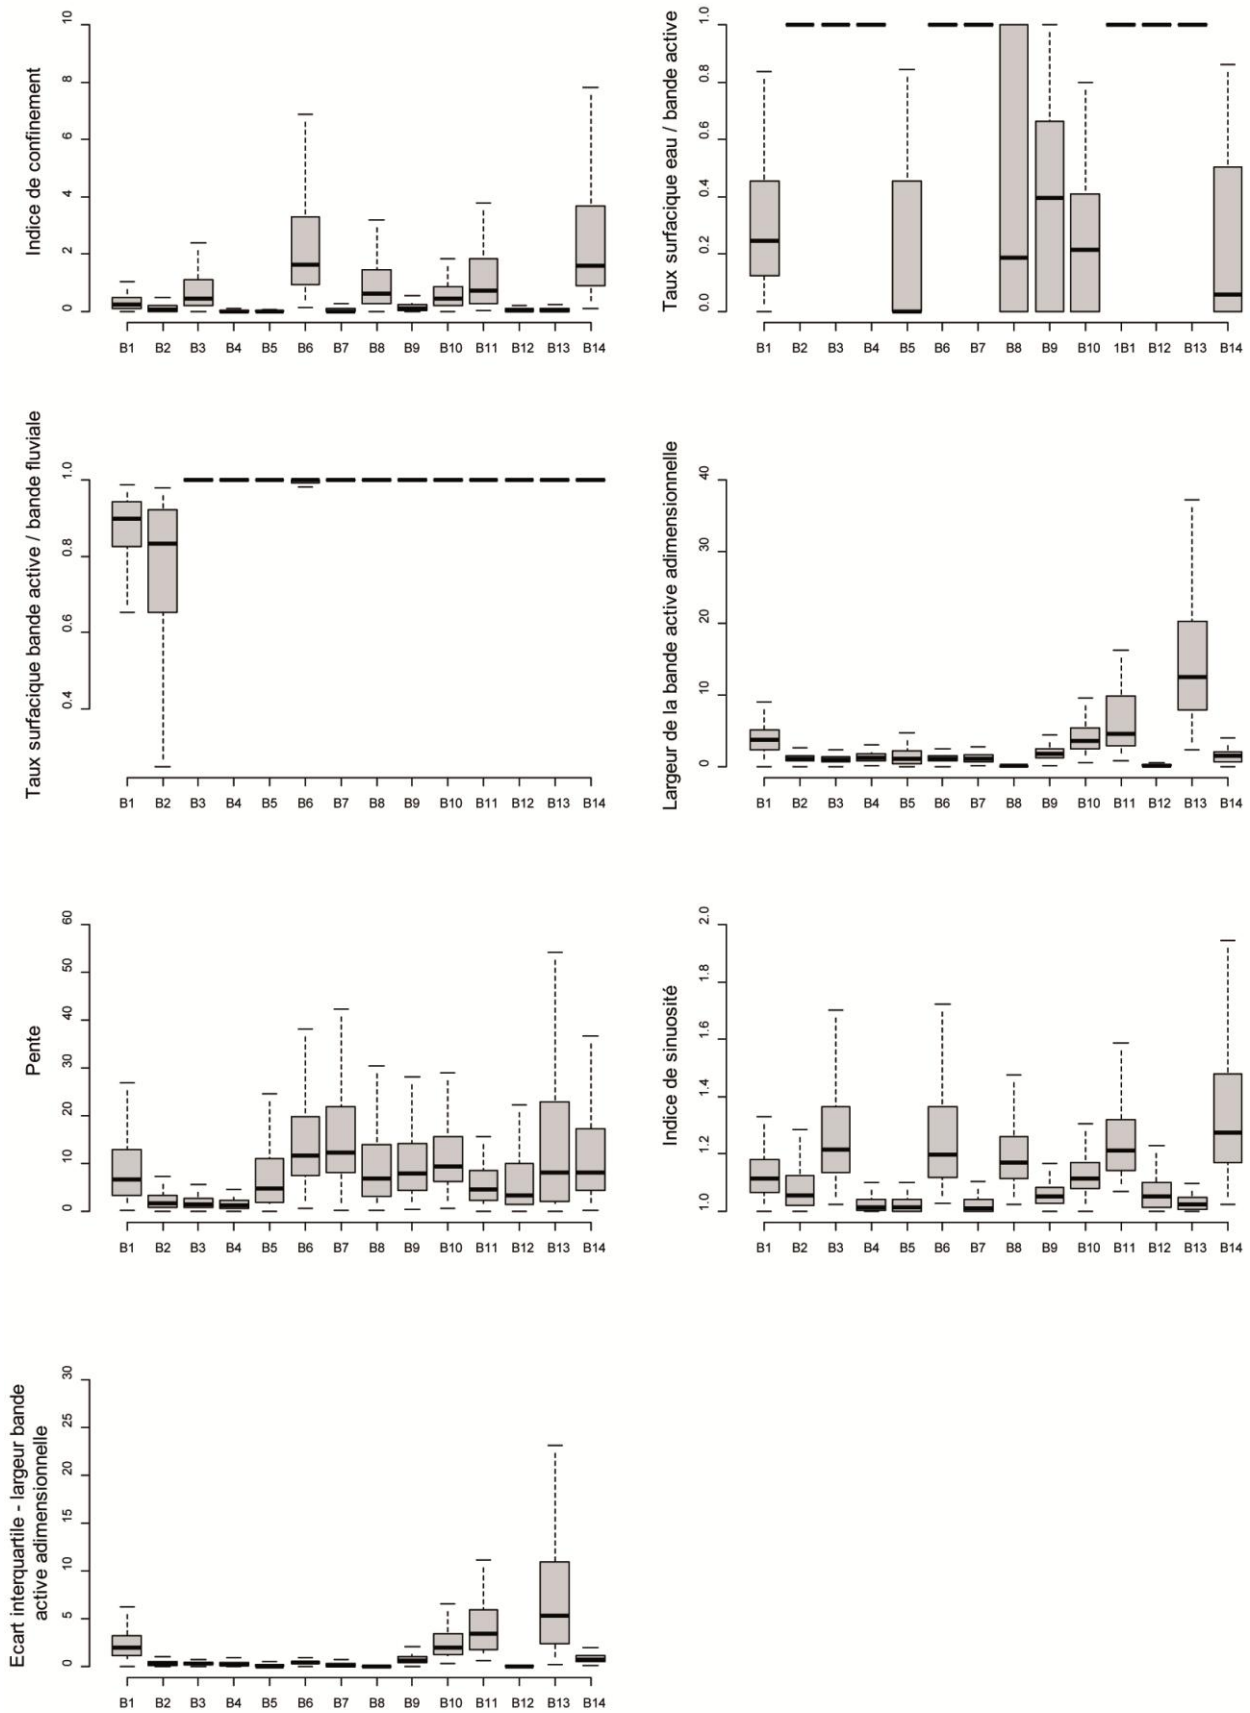 Indice de confinement
10
8
6
4
2
0
B1 B2 B3 B4 B5 B6 B7 B8 B9 B10 B11 B12 B13 B14
Taux surfacique eau / bande active
1.0
0.8
0.6
0.4
0.2
0.0
B1 B2 B3 B4 B5 B6 B7 B8 B9 B10 1B1 B12 B13 B14
Taux surfacique bande active / bande fluviale
1.0
0.8
0.6
0.4
B1 B2 B3 B4 B5 B6 B7 B8 B9 B10 B11 B12 B13 B14
Largeur de la bande active adimensionnelle
40
30
20
10
0
B1 B2 B3 B4 B5 B6 B7 B8 B9 B10 B11 B12 B13 B14
Pente
60
50
40
30
20
10
0
B1 B2 B3 B4 B5 B6 B7 B8 B9 B10 B11 B12 B13 B14
Indice de sinuosité
2.0
1.8
1.6
1.4
1.2
1.0
B1 B2 B3 B4 B5 B6 B7 B8 B9 B10 B11 B12 B13 B14
Ecart interquartile - largeur bande
active adimensionnelle
30
25
20
15
10
5
0
B1 B2 B3 B4 B5 B6 B7 B8 B9 B10 B11 B12 B13 B14